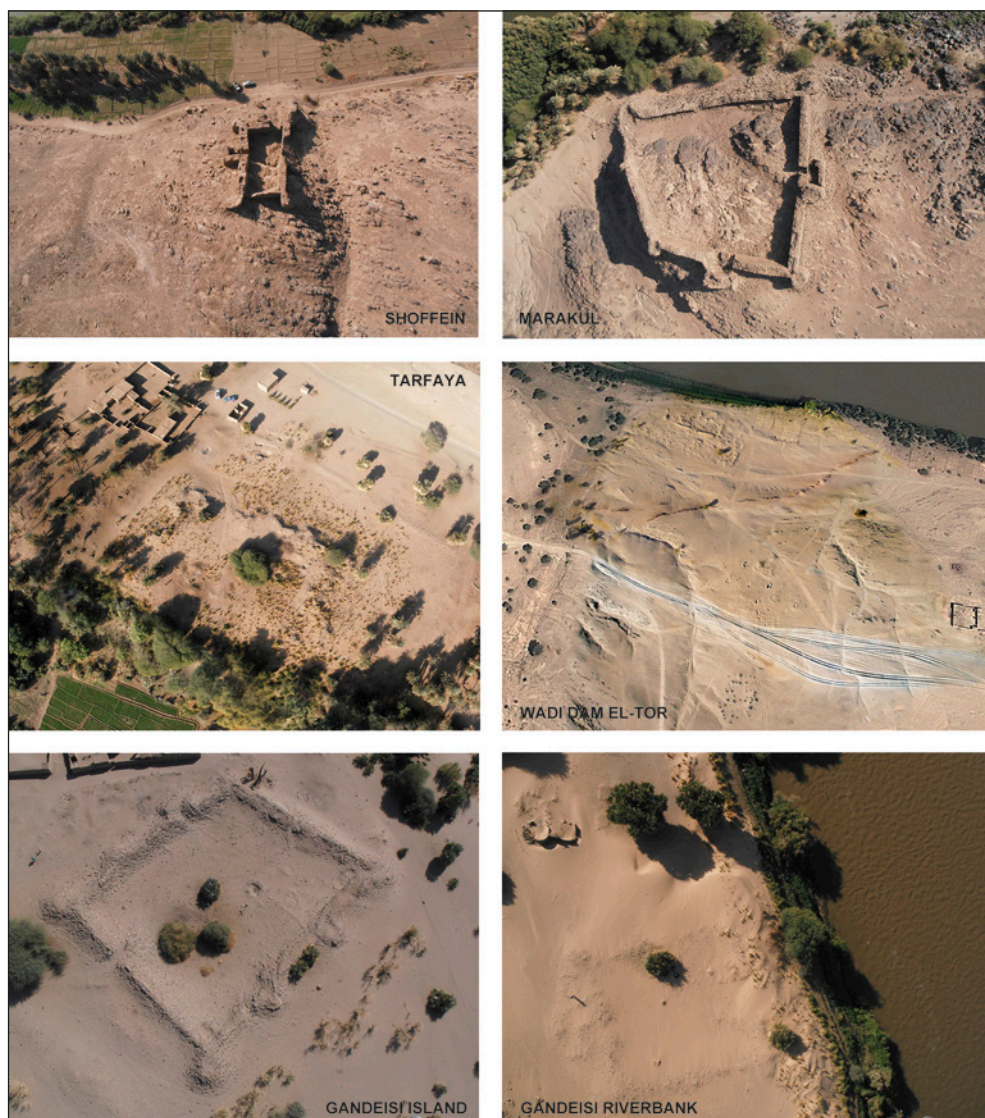 SHOFFEIN
MARAKUL
TARFAYA
WADI DAM EL-TOR
GANDEISI ISLAND
GANDEISI RIVERBANK